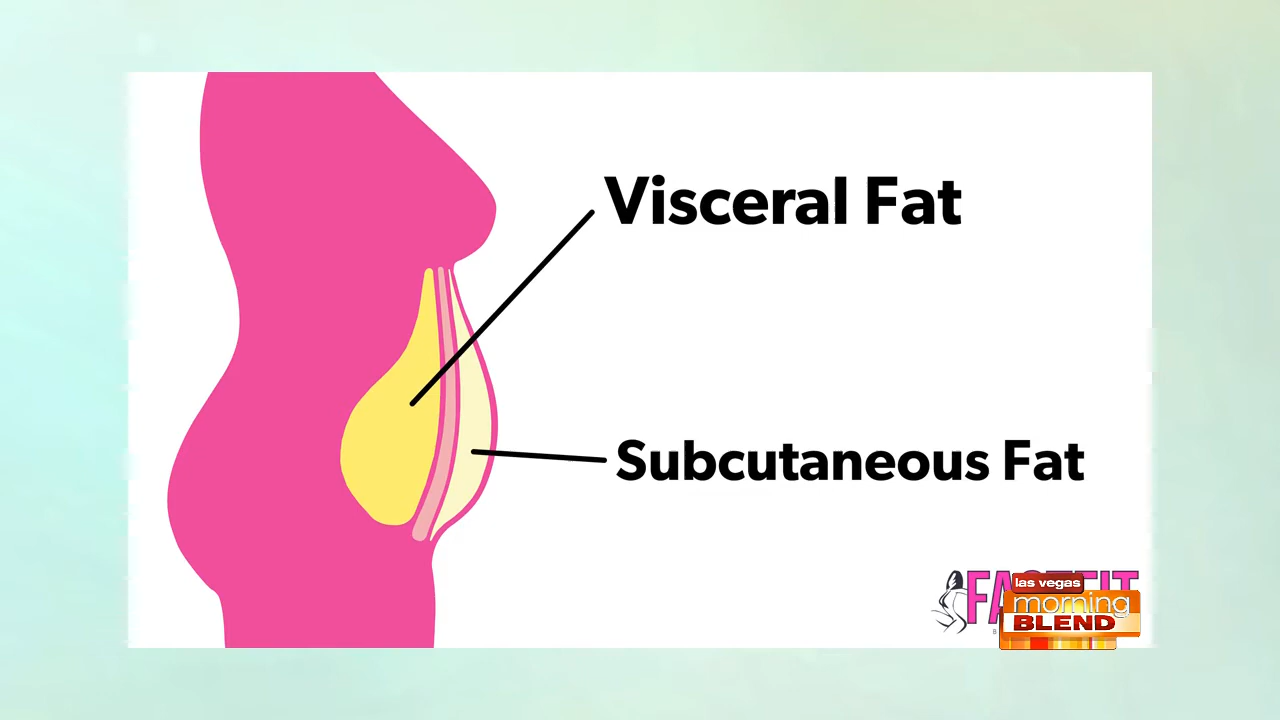 Visceral Fat
Subcutaneous Fat
las vegas
morning
BLEND